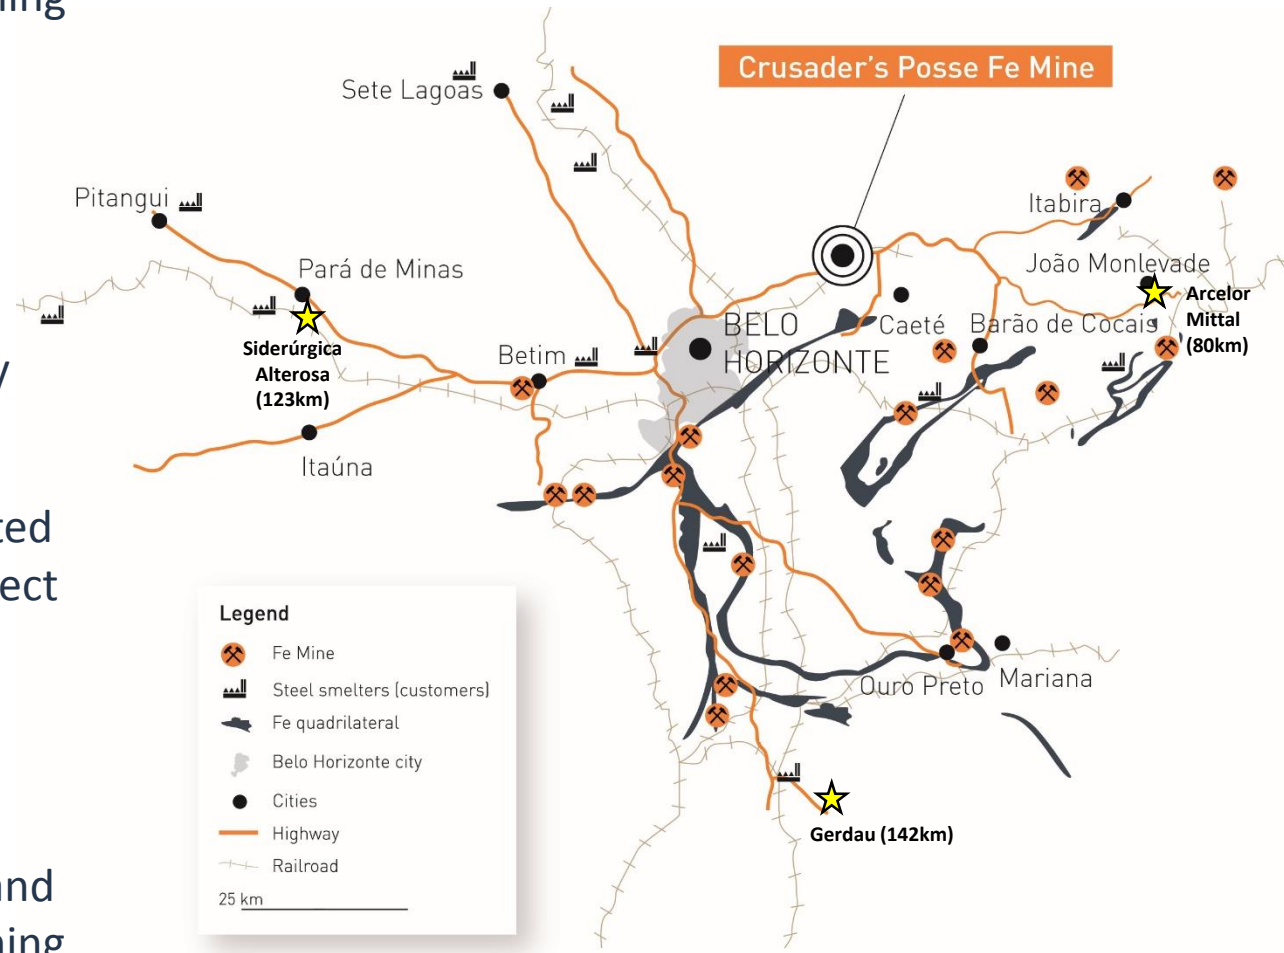 Crusader's Posse Fe Mine
Sete Lagoas
Pitangui
Itabira
Pará de Minas
João Monlevade
Arcelor
Mittal
(80km)
BELO
HORIZONTE
Caeté
Barão de Cocais
Siderúrgica
Alterosa
(123km)
Betim
Itaúna
ted
ect
Ouro Preto
Mariana
Gerdau (142km)
Legend
Fe Mine
Steel smelters (customers)
Fe quadrilateral
Belo Horizonte city
Cities
Highway
Railroad
25 km